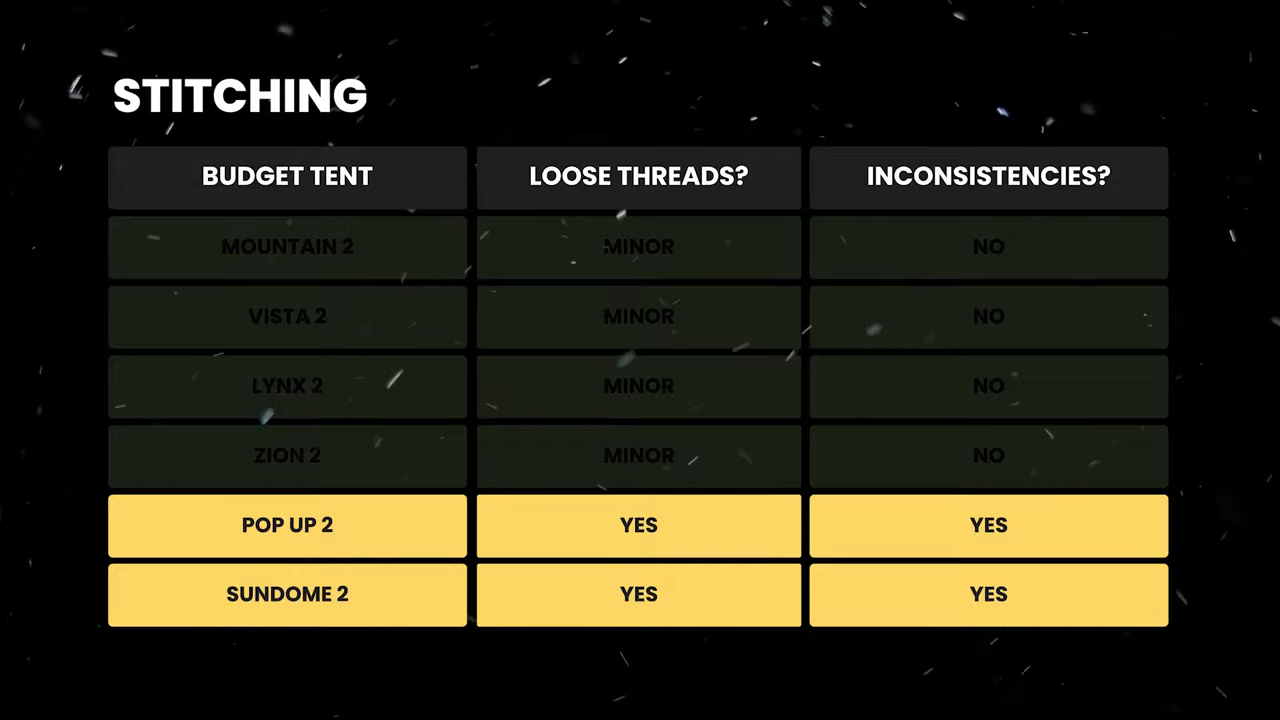 STITCHING
BUDGET TENT LOOSE THREADS? INCONSISTENCIES?
MOUNTAIN 2 MINOR NO
VISTA 2 MINOR NO
LYNX 2 MINOR NO
ZION 2 MINOR NO
POP UP 2 YES YES
SUNDOME 2 YES YES